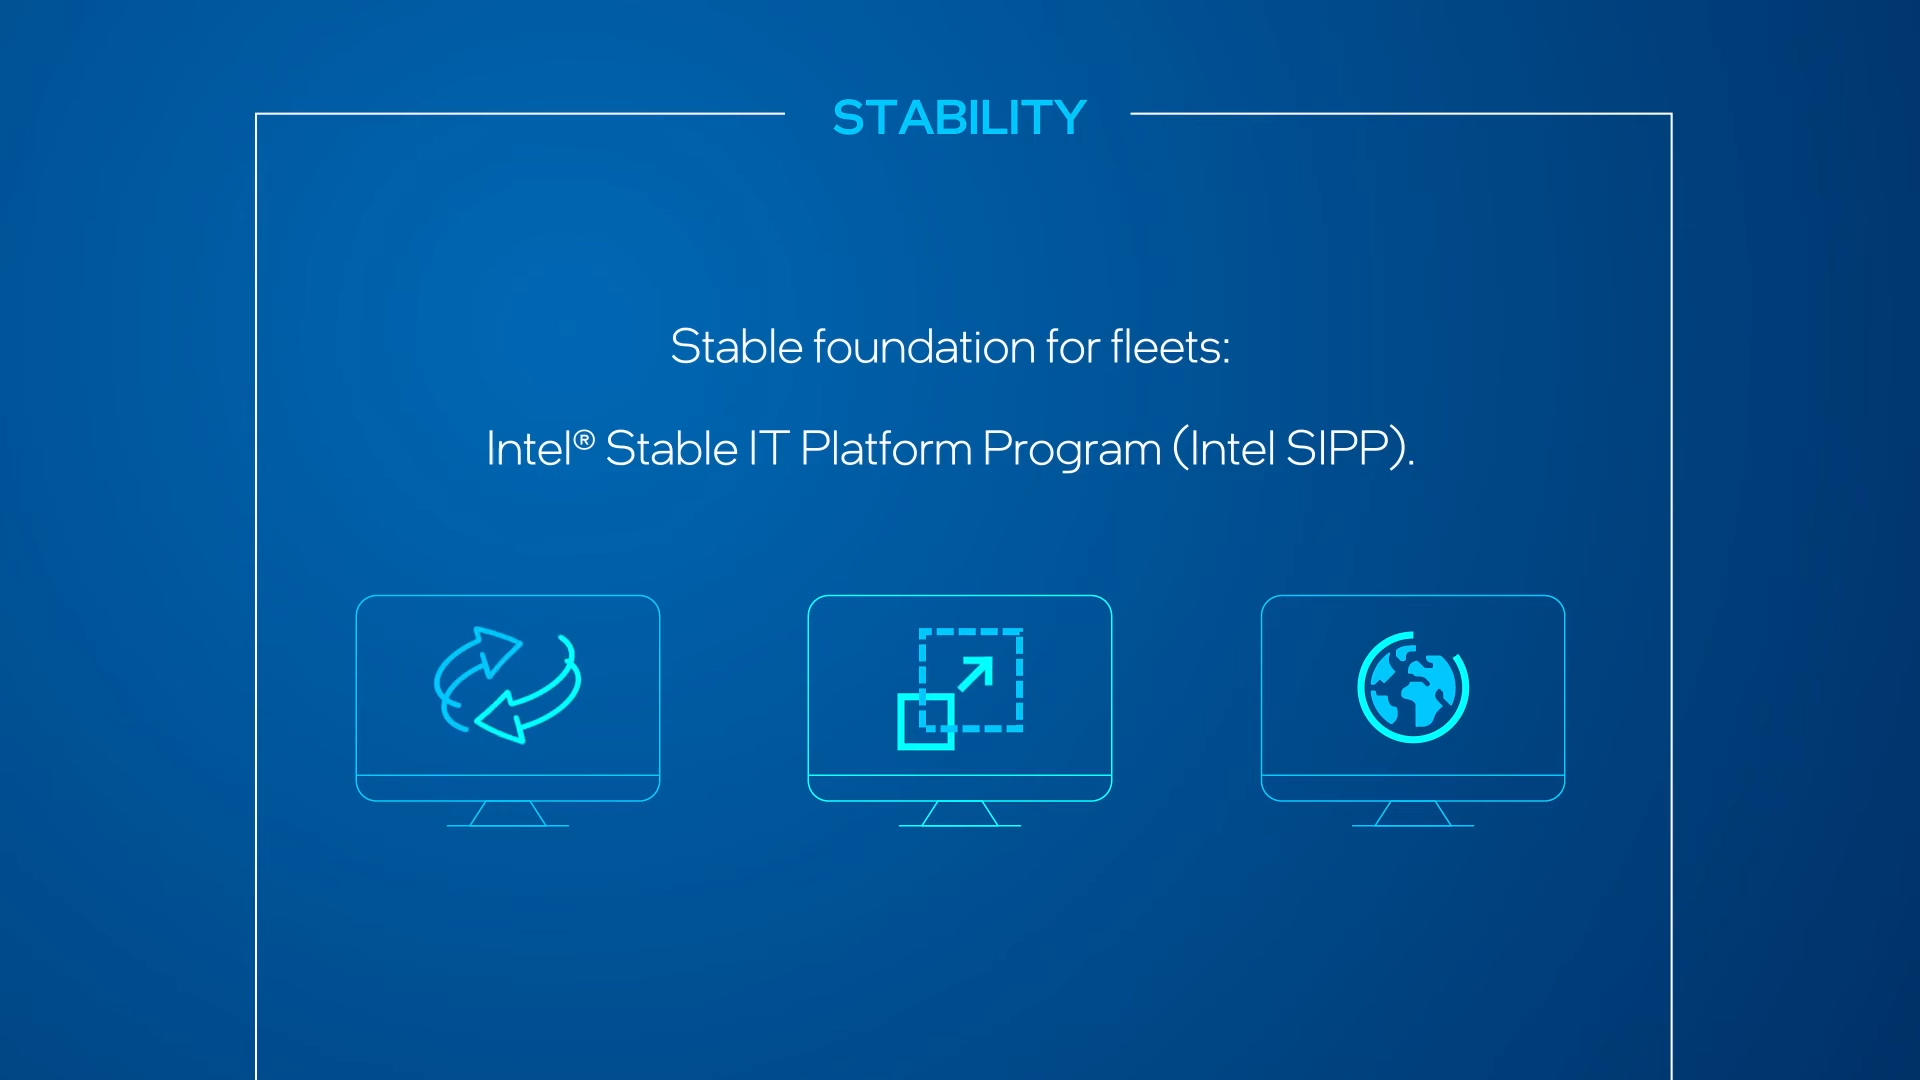 STABILITY
Stable foundation for fleets:
Intel® Stable IT Platform Program (Intel SIPP).